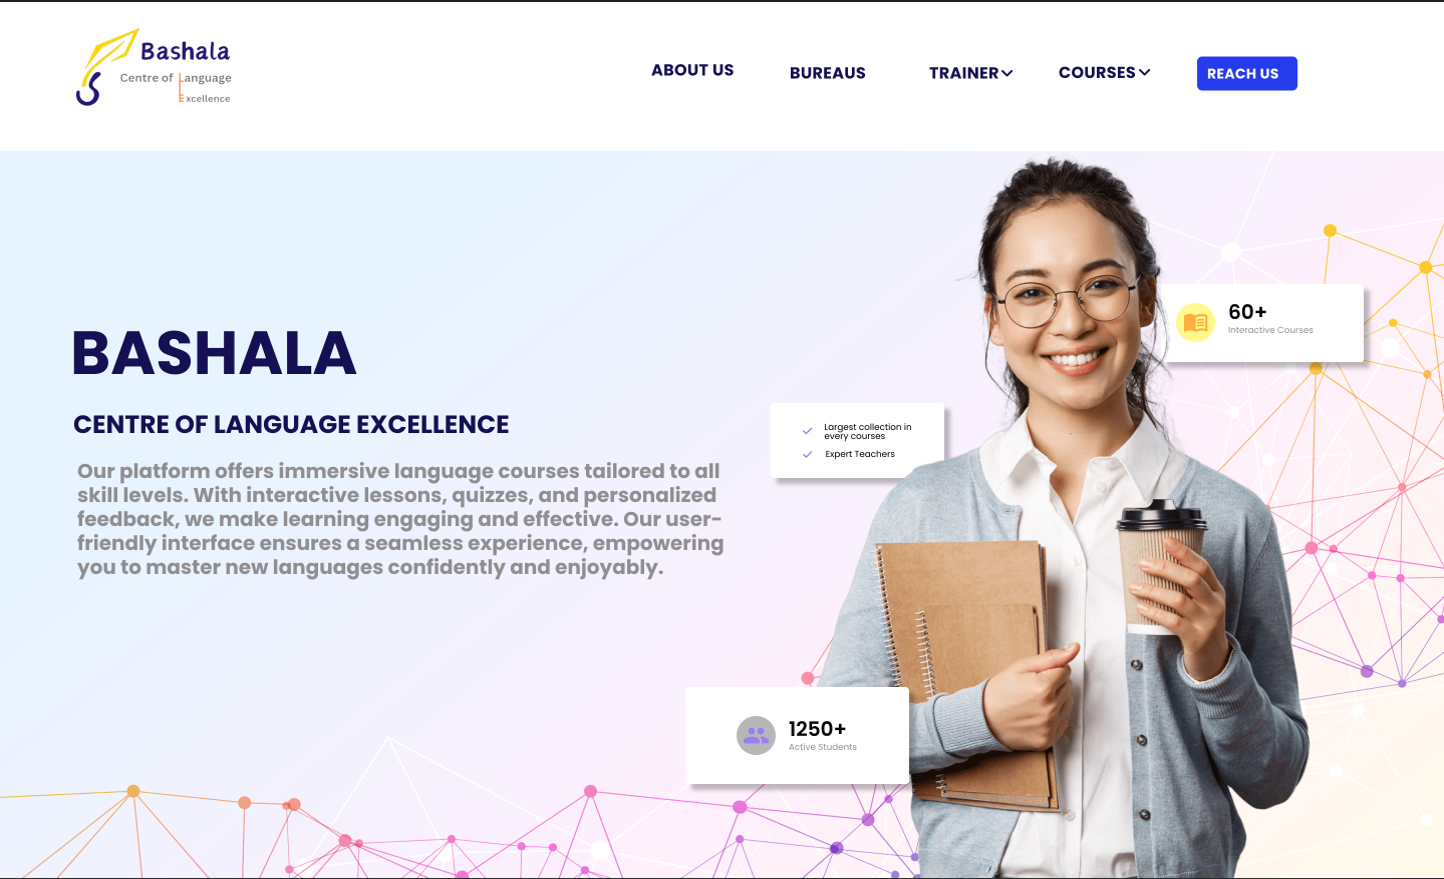 Bashala
Centre of Language
Excellence
ABOUT US
BUREAUS
TRAINER
COURSES
REACH US
60+
Interactive Courses
BASHALA
Largest collection in
every courses
Expert Teachers
CENTRE OF LANGUAGE EXCELLENCE
Our platform offers immersive language courses tailored to all
skill levels. With interactive lessons, quizzes, and personalized
feedback, we make learning engaging and effective. Our user-
friendly interface ensures a seamless experience, empowering
you to master new languages confidently and enjoyably.
1250+
Active Students